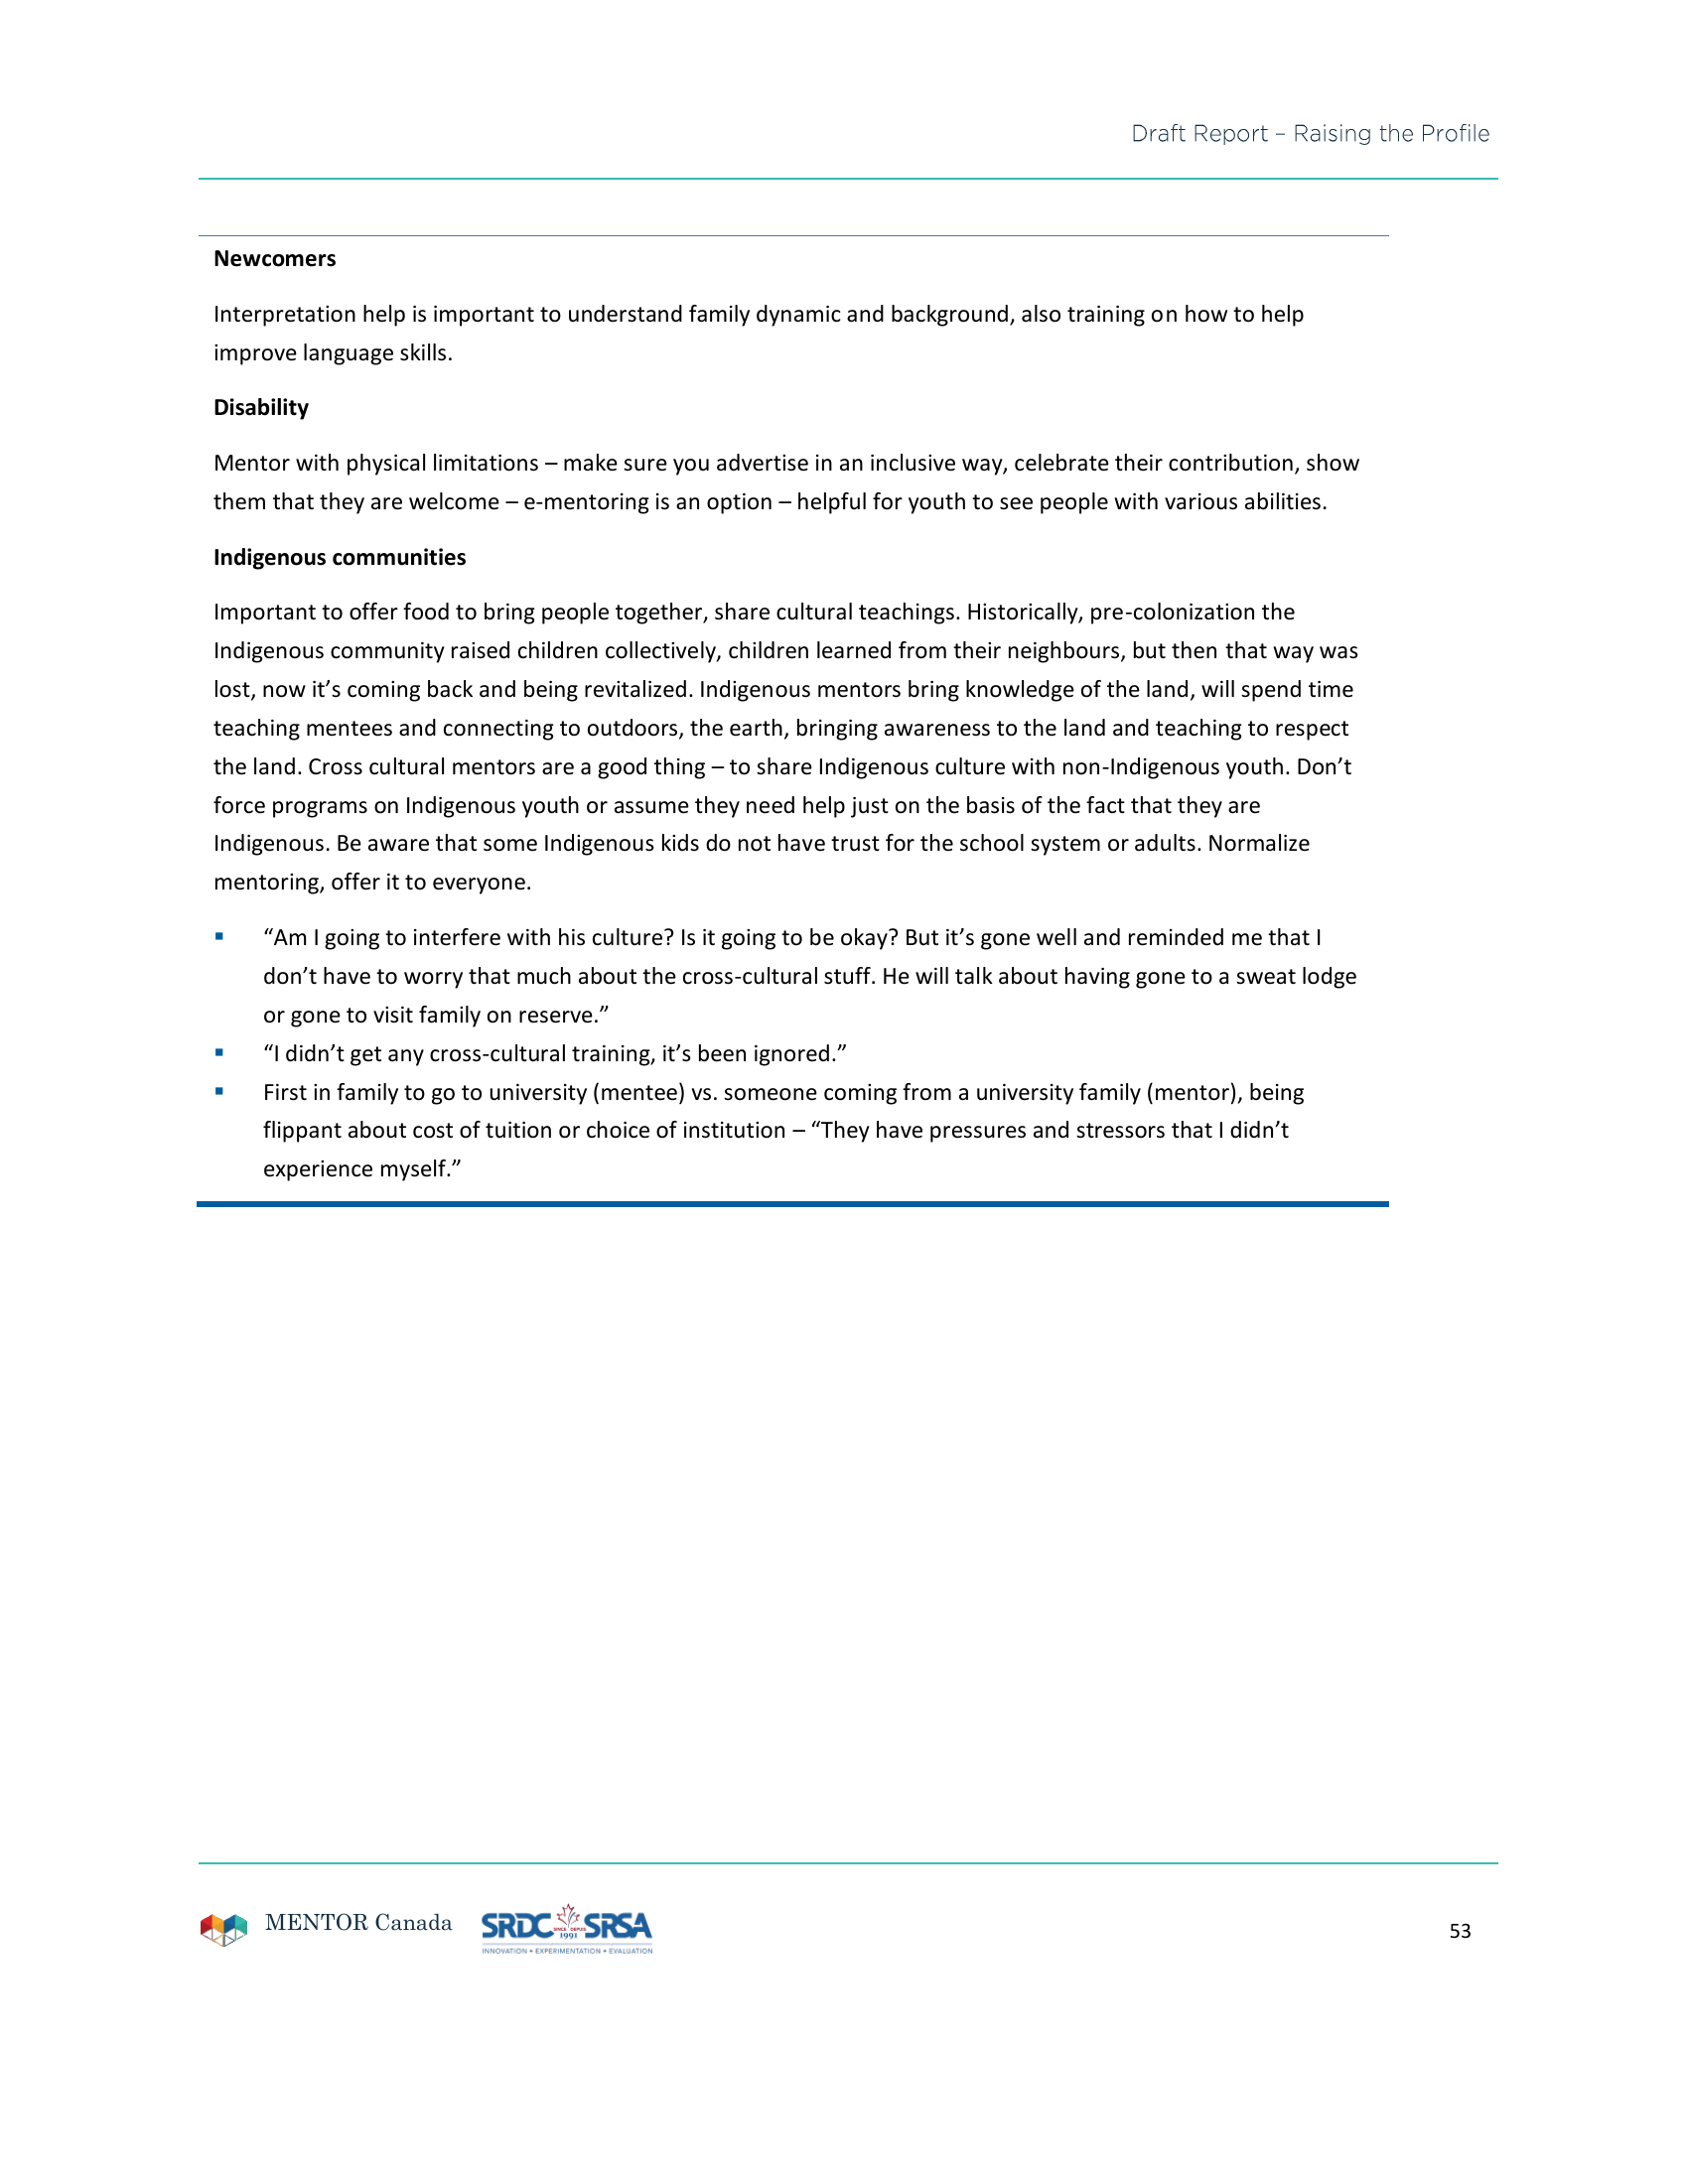 Draft Report – Raising the Profile
Newcomers
Interpretation help is important to understand family dynamic and background, also training on how to help
improve language skills.
Disability
Mentor with physical limitations – make sure you advertise in an inclusive way, celebrate their contribution, show
them that they are welcome – e-mentoring is an option – helpful for youth to see people with various abilities.
Indigenous communities
Important to offer food to bring people together, share cultural teachings. Historically, pre-colonization the
Indigenous community raised children collectively, children learned from their neighbours, but then that way was
lost, now it’s coming back and being revitalized. Indigenous mentors bring knowledge of the land, will spend time
teaching mentees and connecting to outdoors, the earth, bringing awareness to the land and teaching to respect
the land. Cross cultural mentors are a good thing – to share Indigenous culture with non-Indigenous youth. Don’t
force programs on Indigenous youth or assume they need help just on the basis of the fact that they are
Indigenous. Be aware that some Indigenous kids do not have trust for the school system or adults. Normalize
mentoring, offer it to everyone.
▪ “Am I going to interfere with his culture? Is it going to be okay? But it’s gone well and reminded me that I
don’t have to worry that much about the cross-cultural stuff. He will talk about having gone to a sweat lodge
or gone to visit family on reserve.”
▪ “I didn’t get any cross-cultural training, it’s been ignored.”
▪ First in family to go to university (mentee) vs. someone coming from a university family (mentor), being
flippant about cost of tuition or choice of institution – “They have pressures and stressors that I didn’t
experience myself.”
MENTOR Canada
SRDC SINCE DEPUIS 1991 SRSA
INNOVATION • EXPERIMENTATION • EVALUATION
53